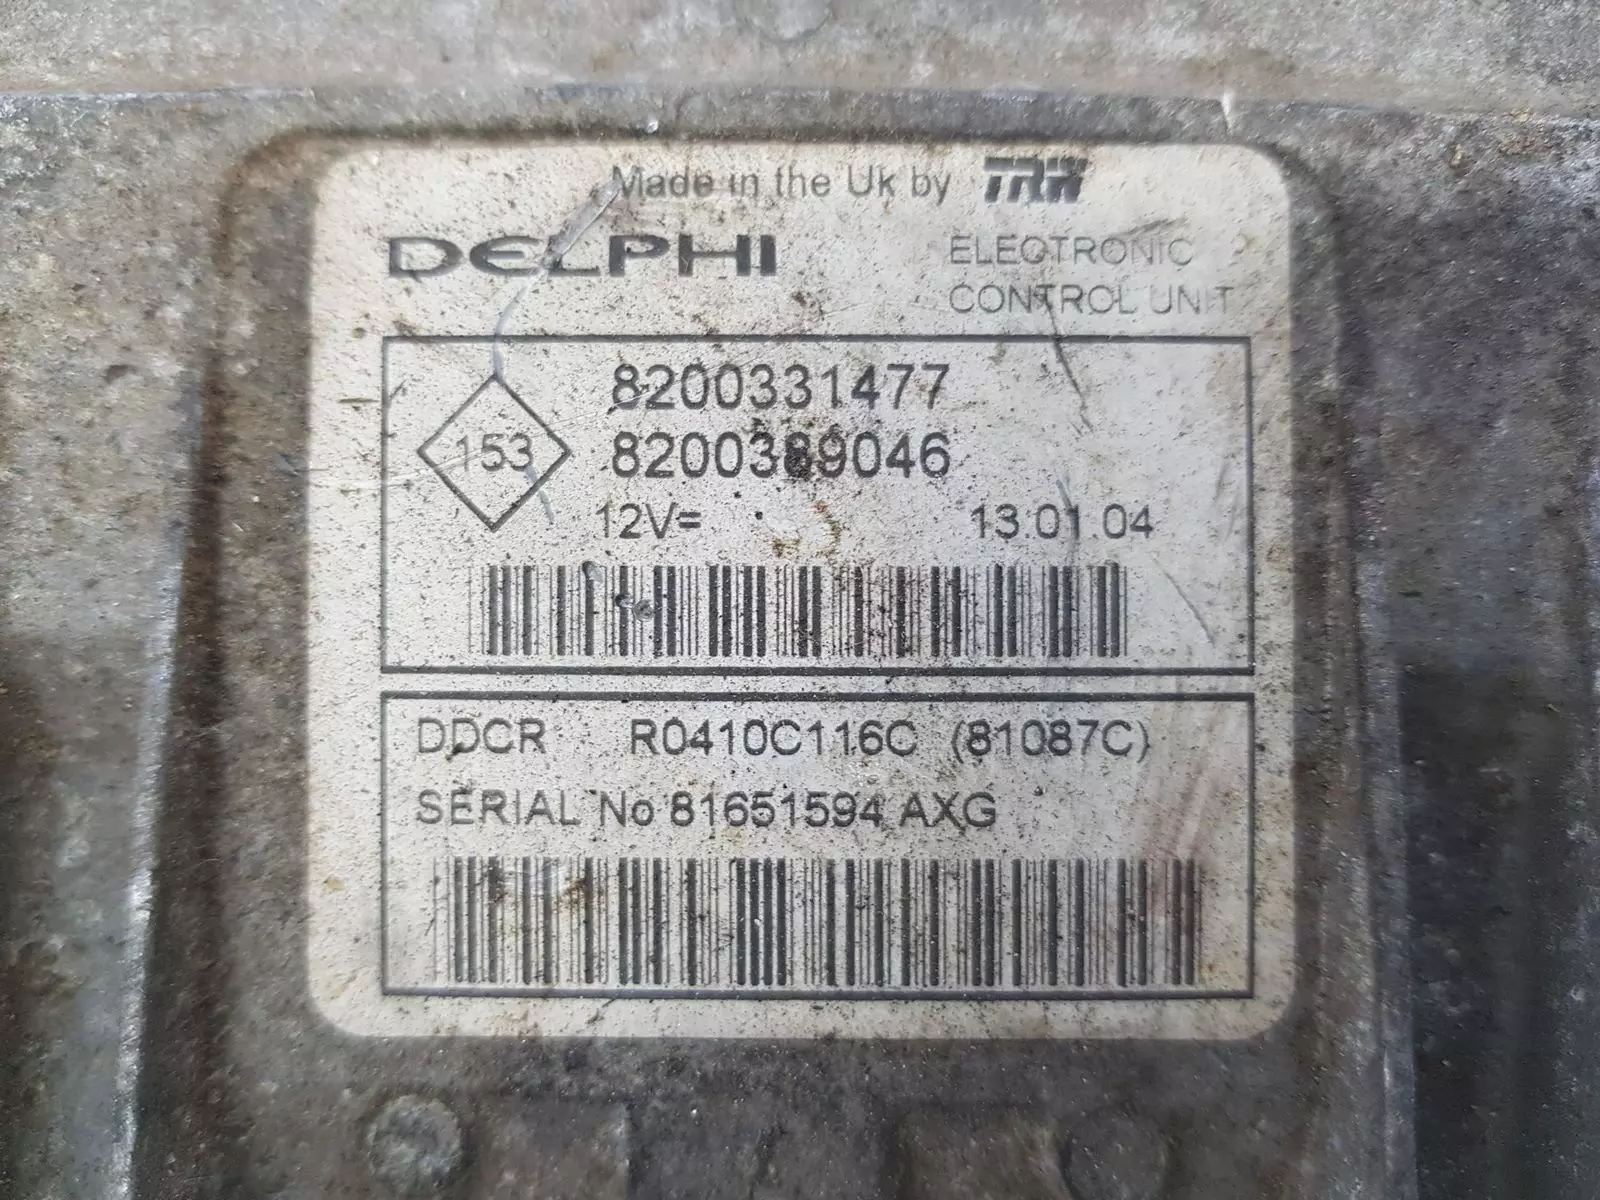 Made in the Uk by TRW
DELPHI
ELECTRONIC
CONTROL UNIT
8200331477
153
8200389046
12V= 13.01.04
DDCR R0410C116C (81087C)
SERIAL No 81651594 AXG